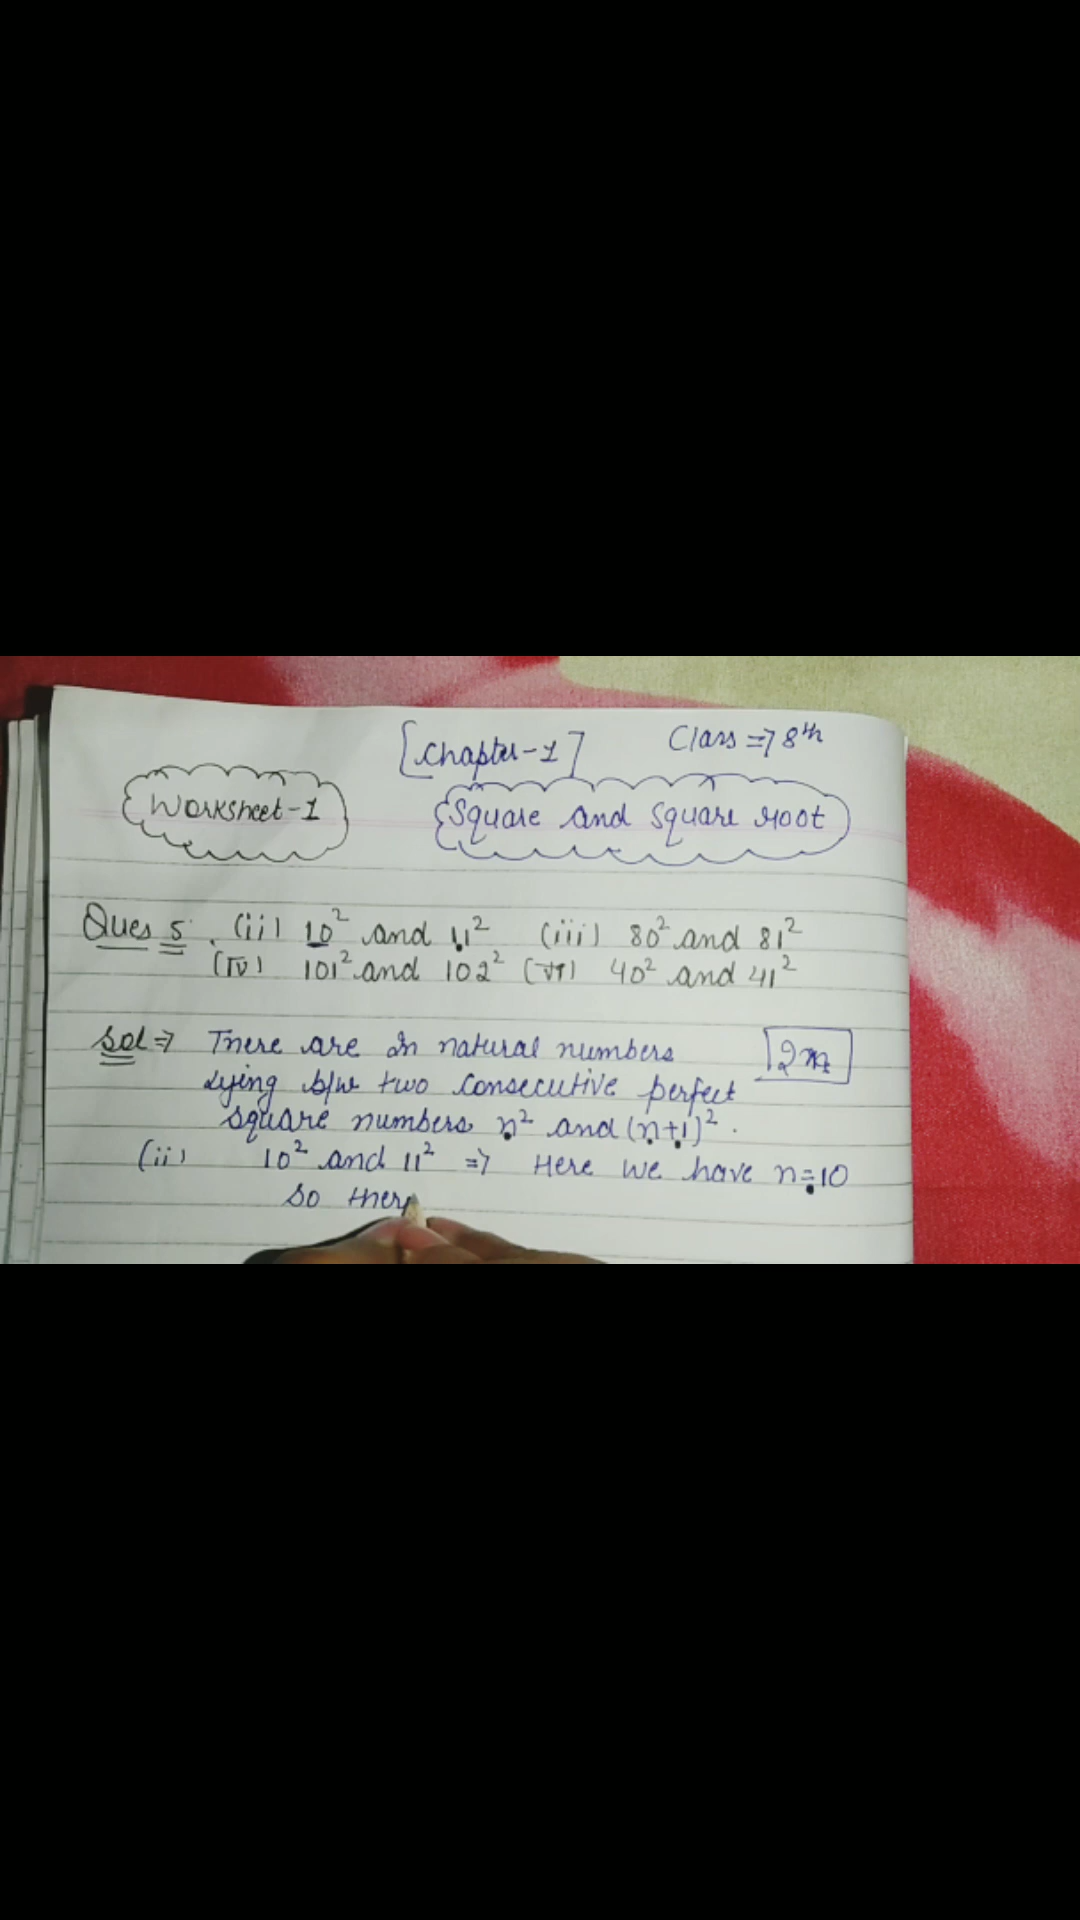 [Chapter-1]
Class => 8th
Worksheet-1
Square and Square root
Ques 5. (ii) 10² and 11² (iii) 80² and 81²
(iv) 101² and 102² (vi) 40² and 41²
Sol => There are 2n natural numbers
2n
lying b/w two consecutive perfect
square numbers n² and (n+1)².
(ii) 10² and 11² => Here we have n=10
so ther